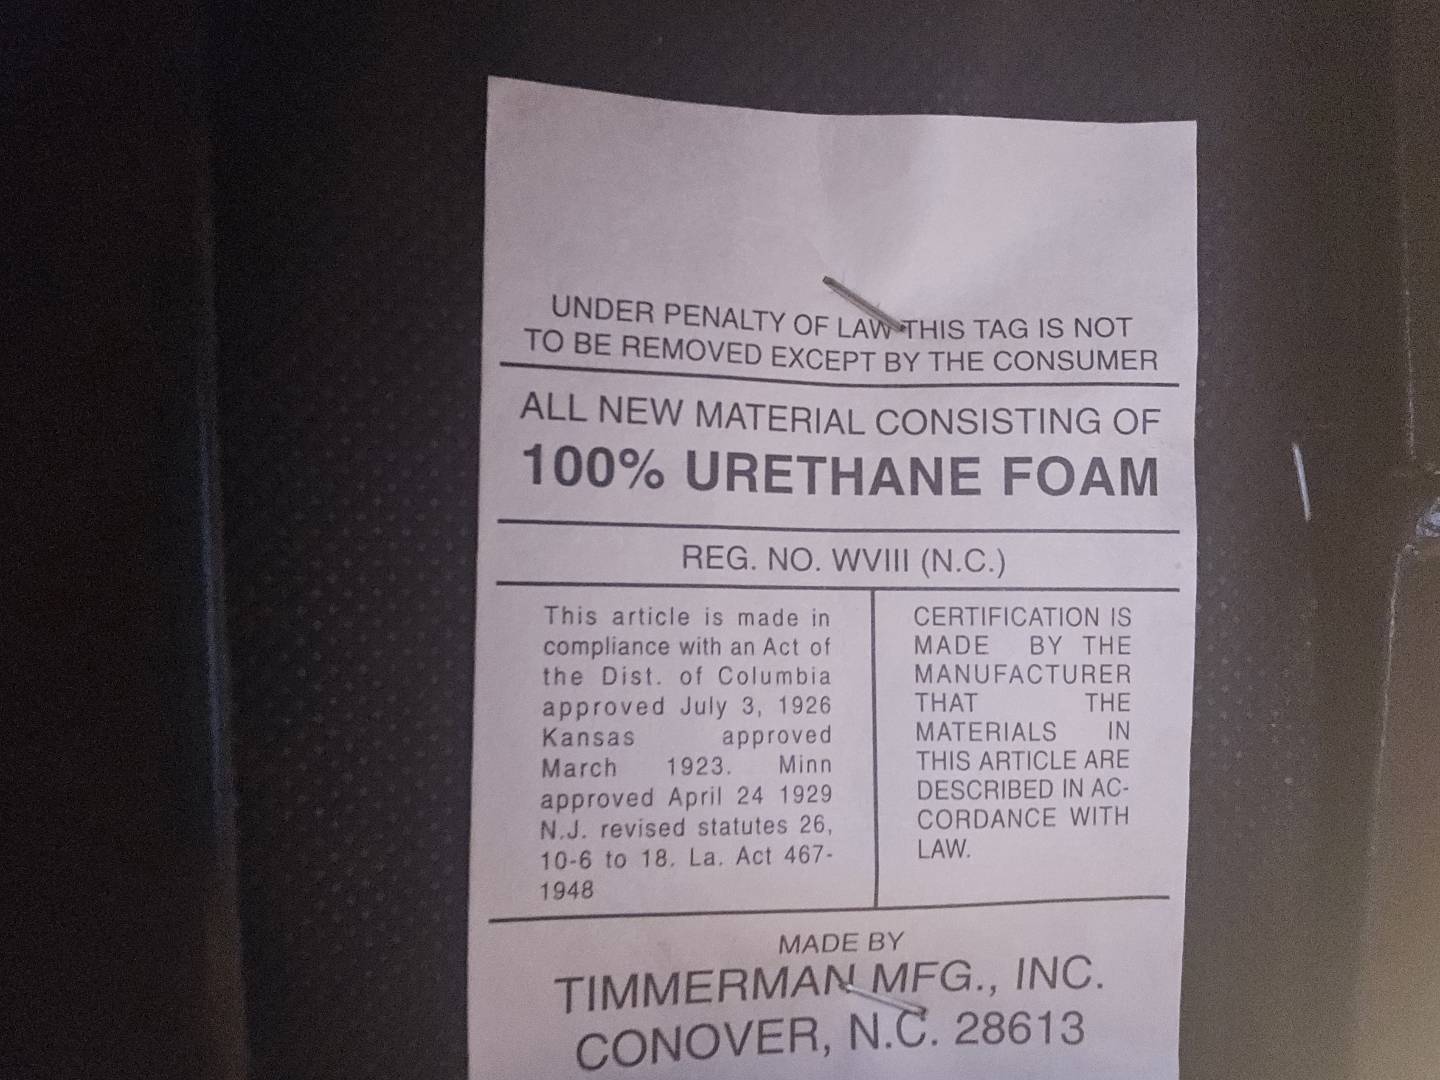 UNDER PENALTY OF LAW THIS TAG IS NOT
TO BE REMOVED EXCEPT BY THE CONSUMER
ALL NEW MATERIAL CONSISTING OF
100% URETHANE FOAM
REG. NO. WVIII (N.C.)
This article is made in
compliance with an Act of
the Dist. of Columbia
approved July 3, 1926
Kansas approved
March 1923. Minn
approved April 24 1929
N.J. revised statutes 26,
10-6 to 18. La. Act 467-
1948
CERTIFICATION IS
MADE BY THE
MANUFACTURER
THAT THE
MATERIALS IN
THIS ARTICLE ARE
DESCRIBED IN AC-
CORDANCE WITH
LAW.
MADE BY
TIMMERMAN MFG., INC.
CONOVER, N.C. 28613